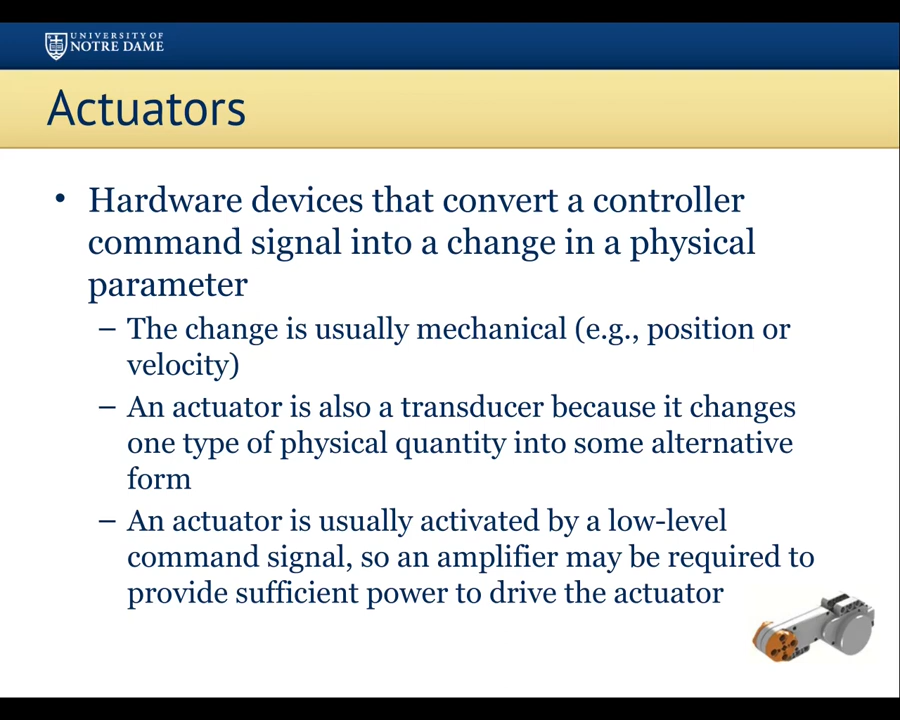 UNIVERSITY OF
NOTRE DAME
Actuators
• Hardware devices that convert a controller
command signal into a change in a physical
parameter
– The change is usually mechanical (e.g., position or
velocity)
– An actuator is also a transducer because it changes
one type of physical quantity into some alternative
form
– An actuator is usually activated by a low-level
command signal, so an amplifier may be required to
provide sufficient power to drive the actuator